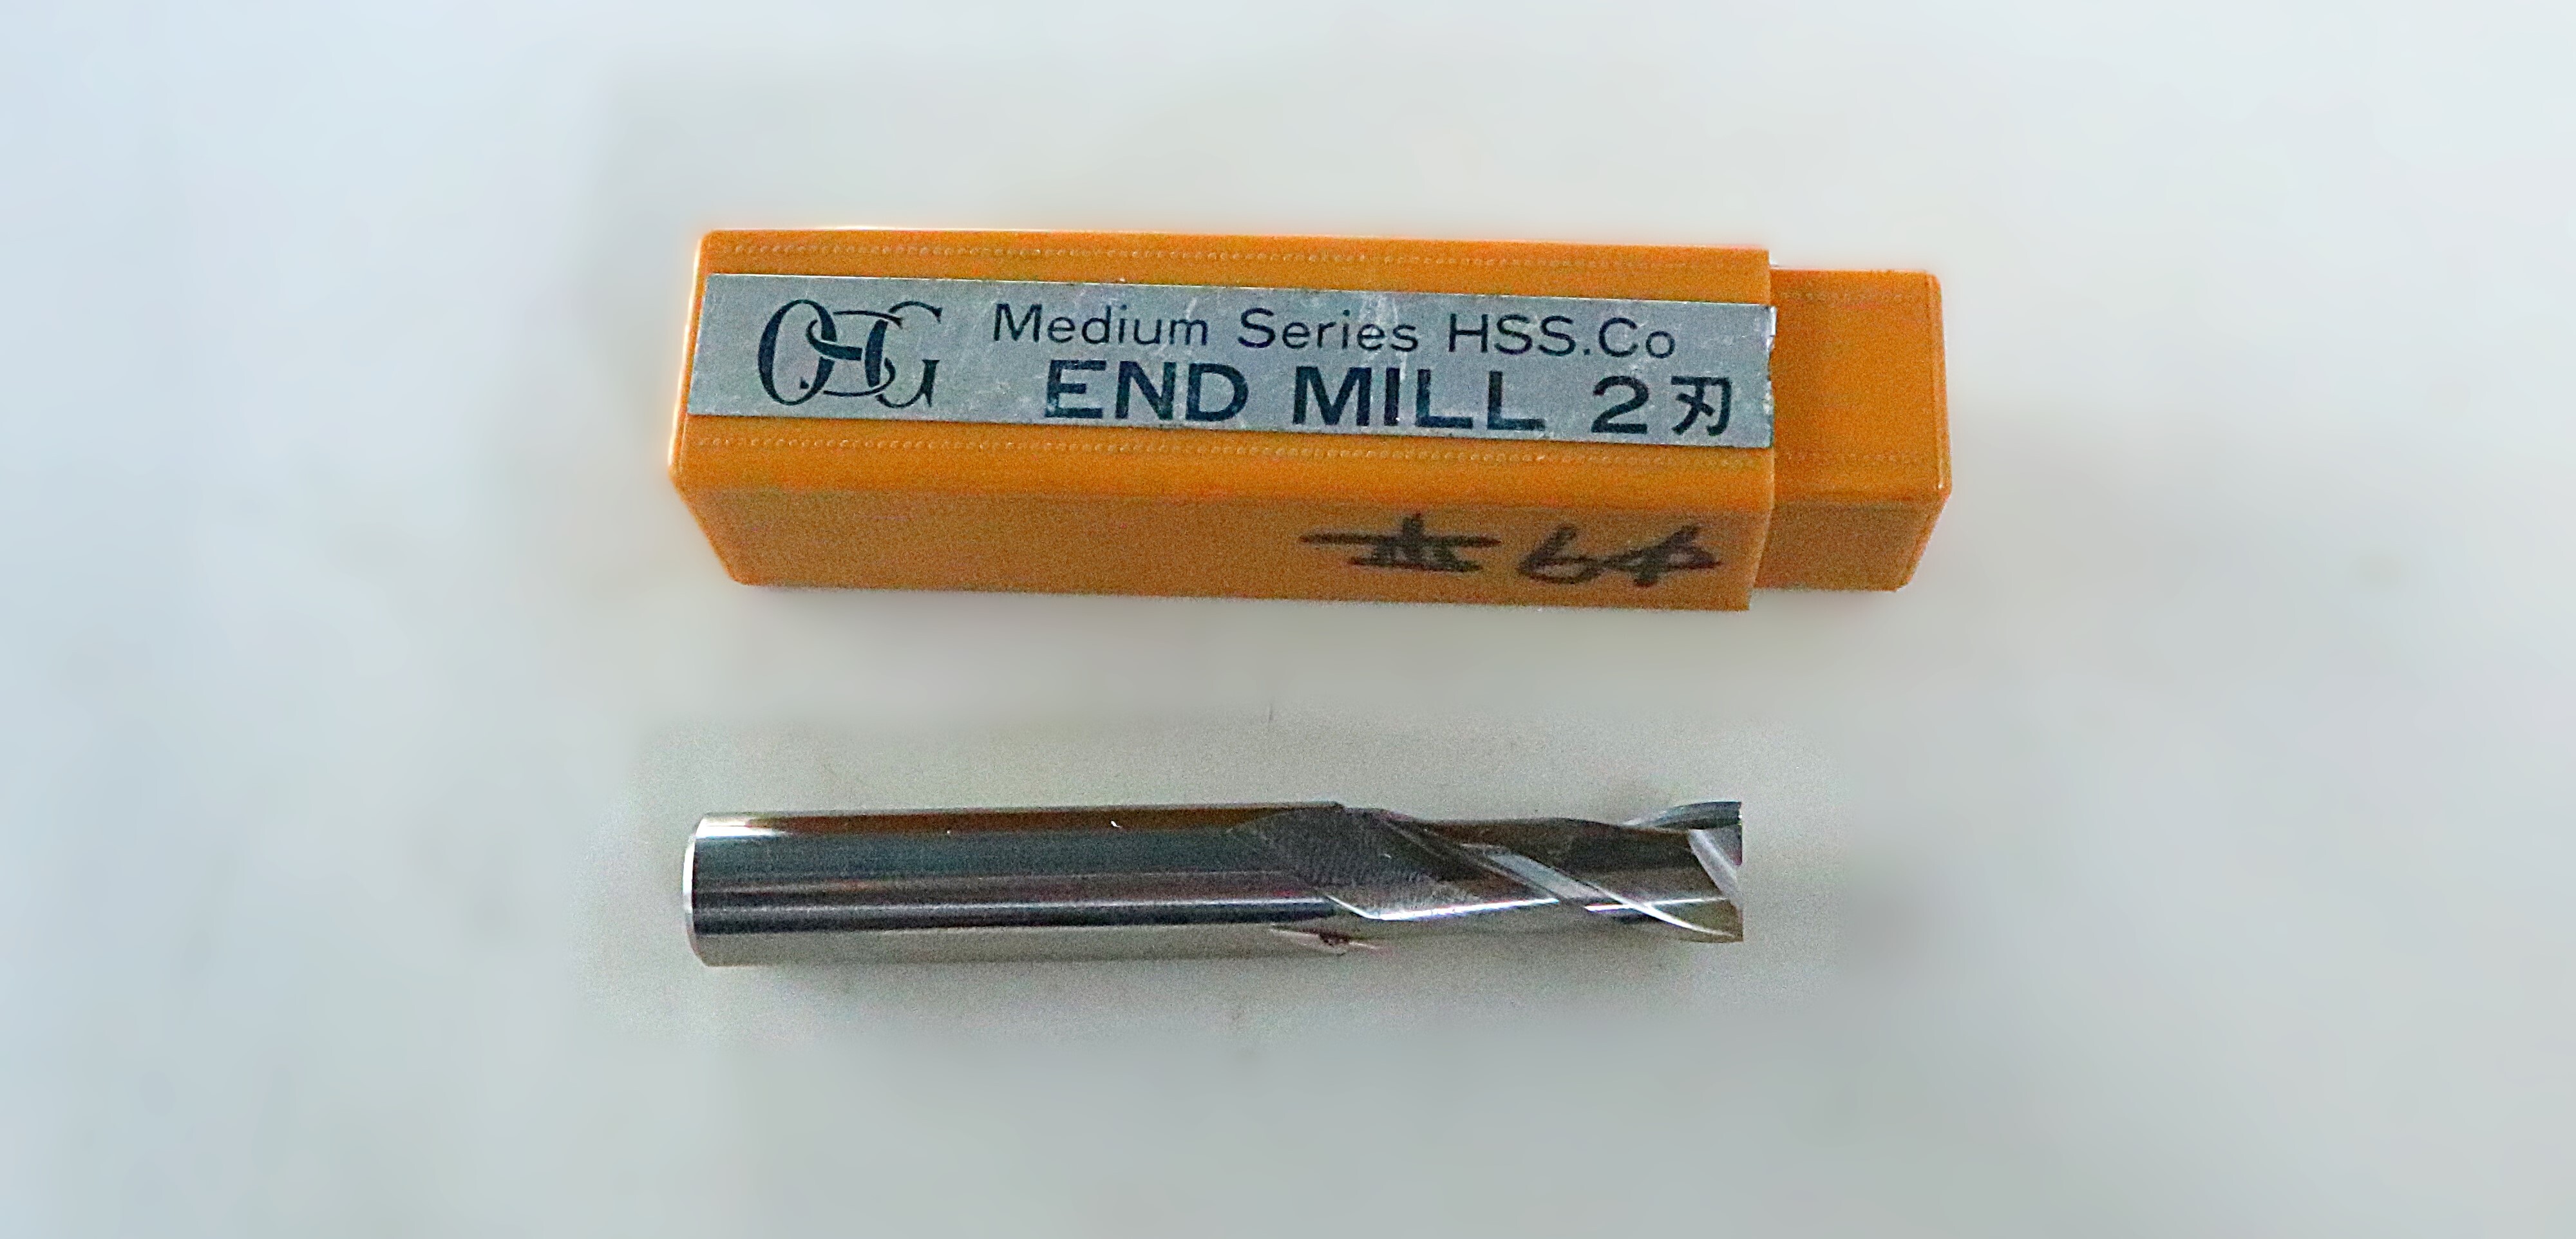 OSG
Medium Series HSS.Co
END MILL 2刃